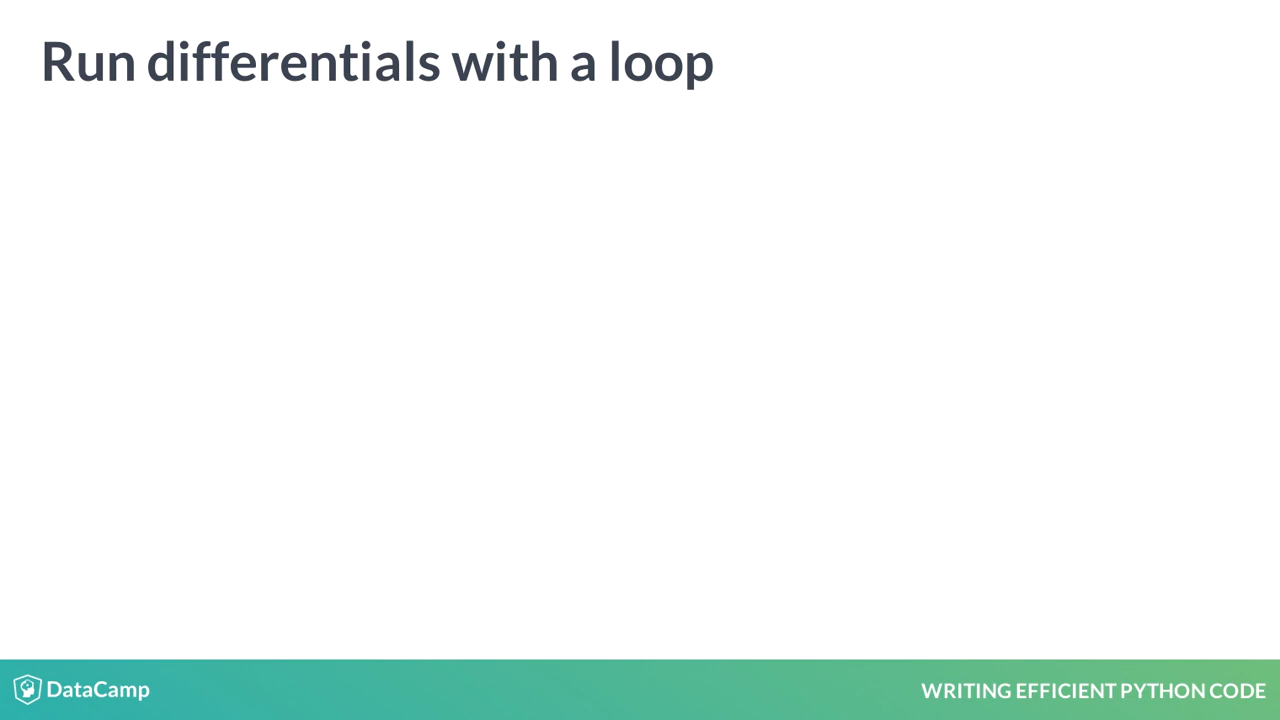 Run differentials with a loop
DataCamp
WRITING EFFICIENT PYTHON CODE